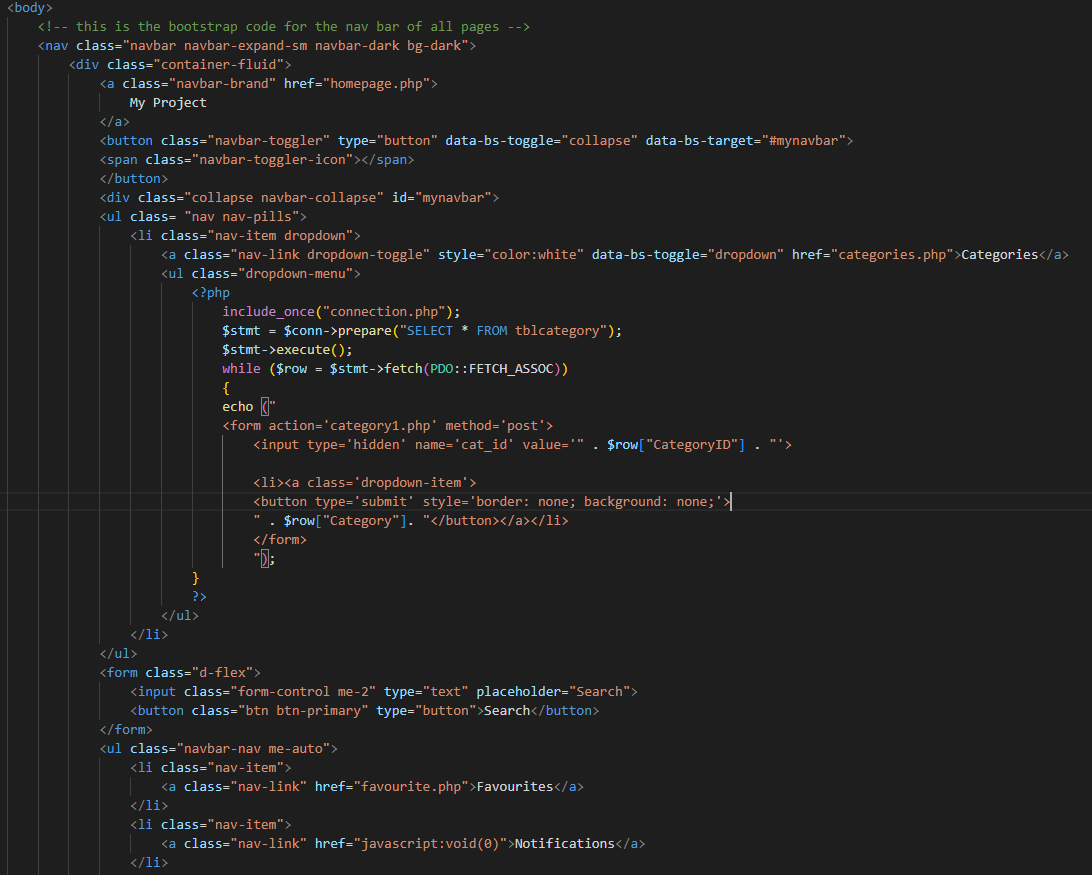 <body>
<!-- this is the bootstrap code for the nav bar of all pages -->
<nav class="navbar navbar-expand-sm navbar-dark bg-dark">
<div class="container-fluid">
<a class="navbar-brand" href="homepage.php">
My Project
</a>
<button class="navbar-toggler" type="button" data-bs-toggle="collapse" data-bs-target="#mynavbar">
<span class="navbar-toggler-icon"></span>
</button>
<div class="collapse navbar-collapse" id="mynavbar">
<ul class= "nav nav-pills">
<li class="nav-item dropdown">
<a class="nav-link dropdown-toggle" style="color:white" data-bs-toggle="dropdown" href="categories.php">Categories</a>
<ul class="dropdown-menu">
<?php
include_once("connection.php");
$stmt = $conn->prepare("SELECT * FROM tblcategory");
$stmt->execute();
while ($row = $stmt->fetch(PDO::FETCH_ASSOC))
{
echo ("
<form action='category1.php' method='post'>
<input type='hidden' name='cat_id' value='" . $row["CategoryID"] . "'>
<li><a class='dropdown-item'>
<button type='submit' style='border: none; background: none;'>
" . $row["Category"]. "</button></a></li>
</form>
");
}
?>
</ul>
</li>
</ul>
<form class="d-flex">
<input class="form-control me-2" type="text" placeholder="Search">
<button class="btn btn-primary" type="button">Search</button>
</form>
<ul class="navbar-nav me-auto">
<li class="nav-item">
<a class="nav-link" href="favourite.php">Favourites</a>
</li>
<li class="nav-item">
<a class="nav-link" href="javascript:void(0)">Notifications</a>
</li>